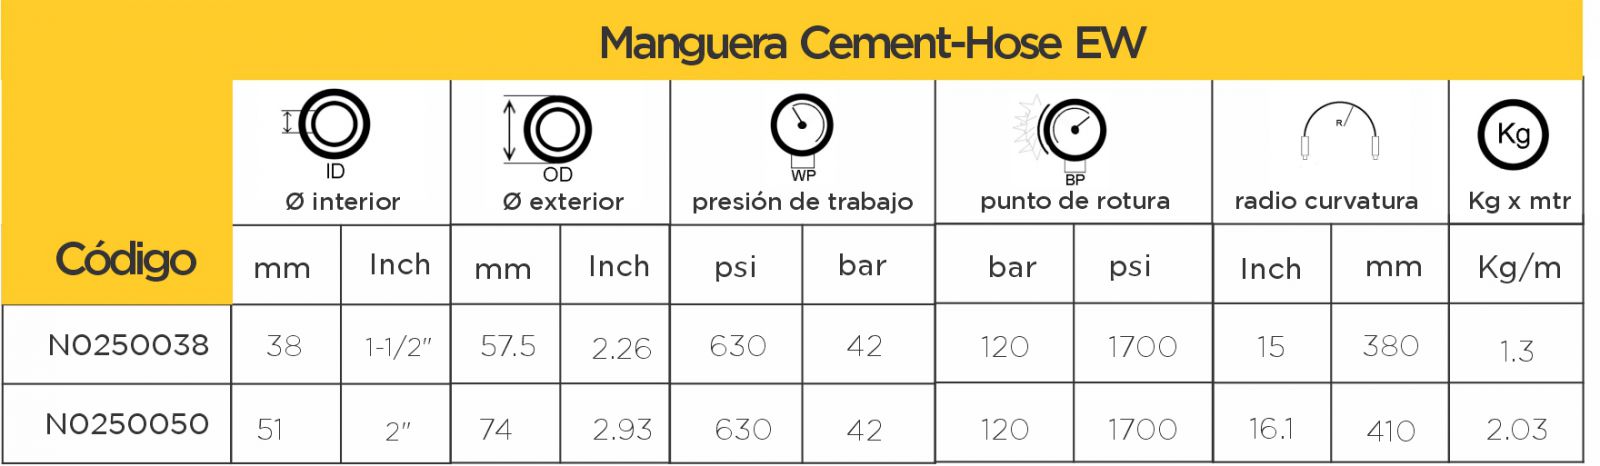 Manguera Cement-Hose EW
ID OD WP BP R Kg
Ø interior Ø exterior presión de trabajo punto de rotura radio curvatura Kg x mtr
Código mm Inch mm Inch psi bar bar psi Inch mm Kg/m
N0250038 38 1-1/2" 57.5 2.26 630 42 120 1700 15 380 1.3
N0250050 51 2" 74 2.93 630 42 120 1700 16.1 410 2.03